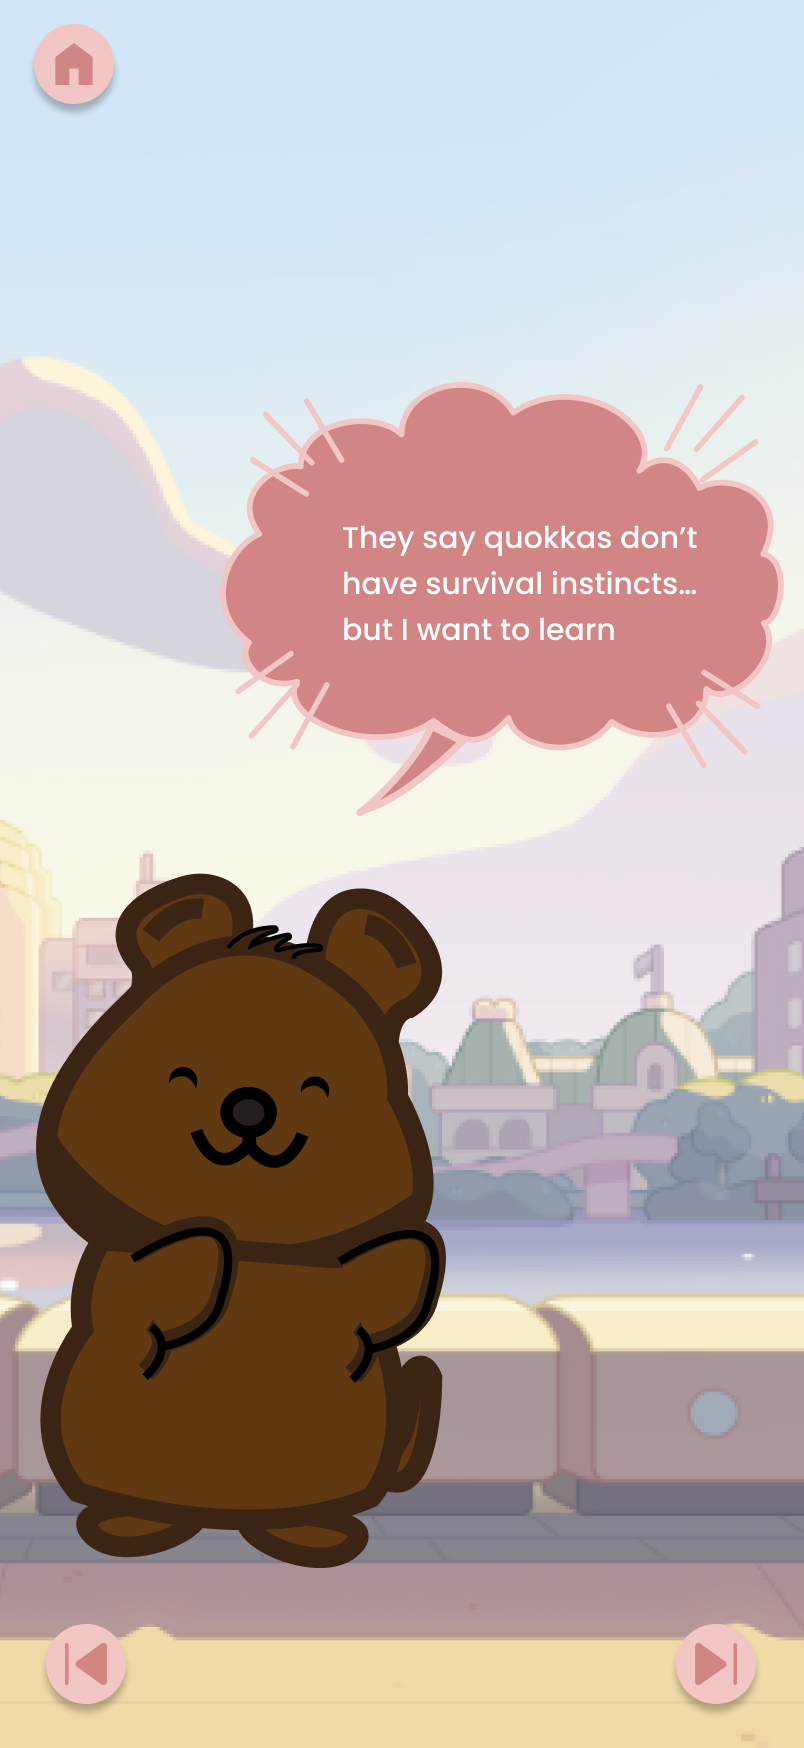 They say quokkas don’t
have survival instincts...
but I want to learn